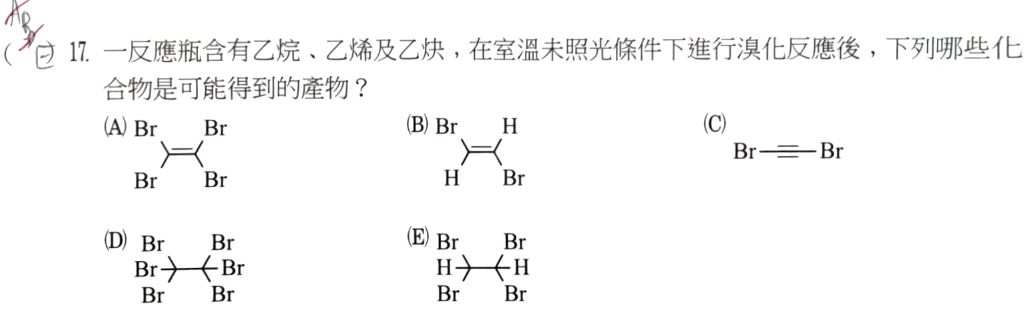 ( ) 17. 一反應瓶含有乙烷、乙烯及乙炔，在室溫未照光條件下進行溴化反應後，下列哪些化
合物是可能得到的產物？
(A) Br Br
Br Br
(B) Br H
H Br
(C)
Br Br
(D) Br Br
Br Br
Br Br
(E) Br Br
H H
Br Br